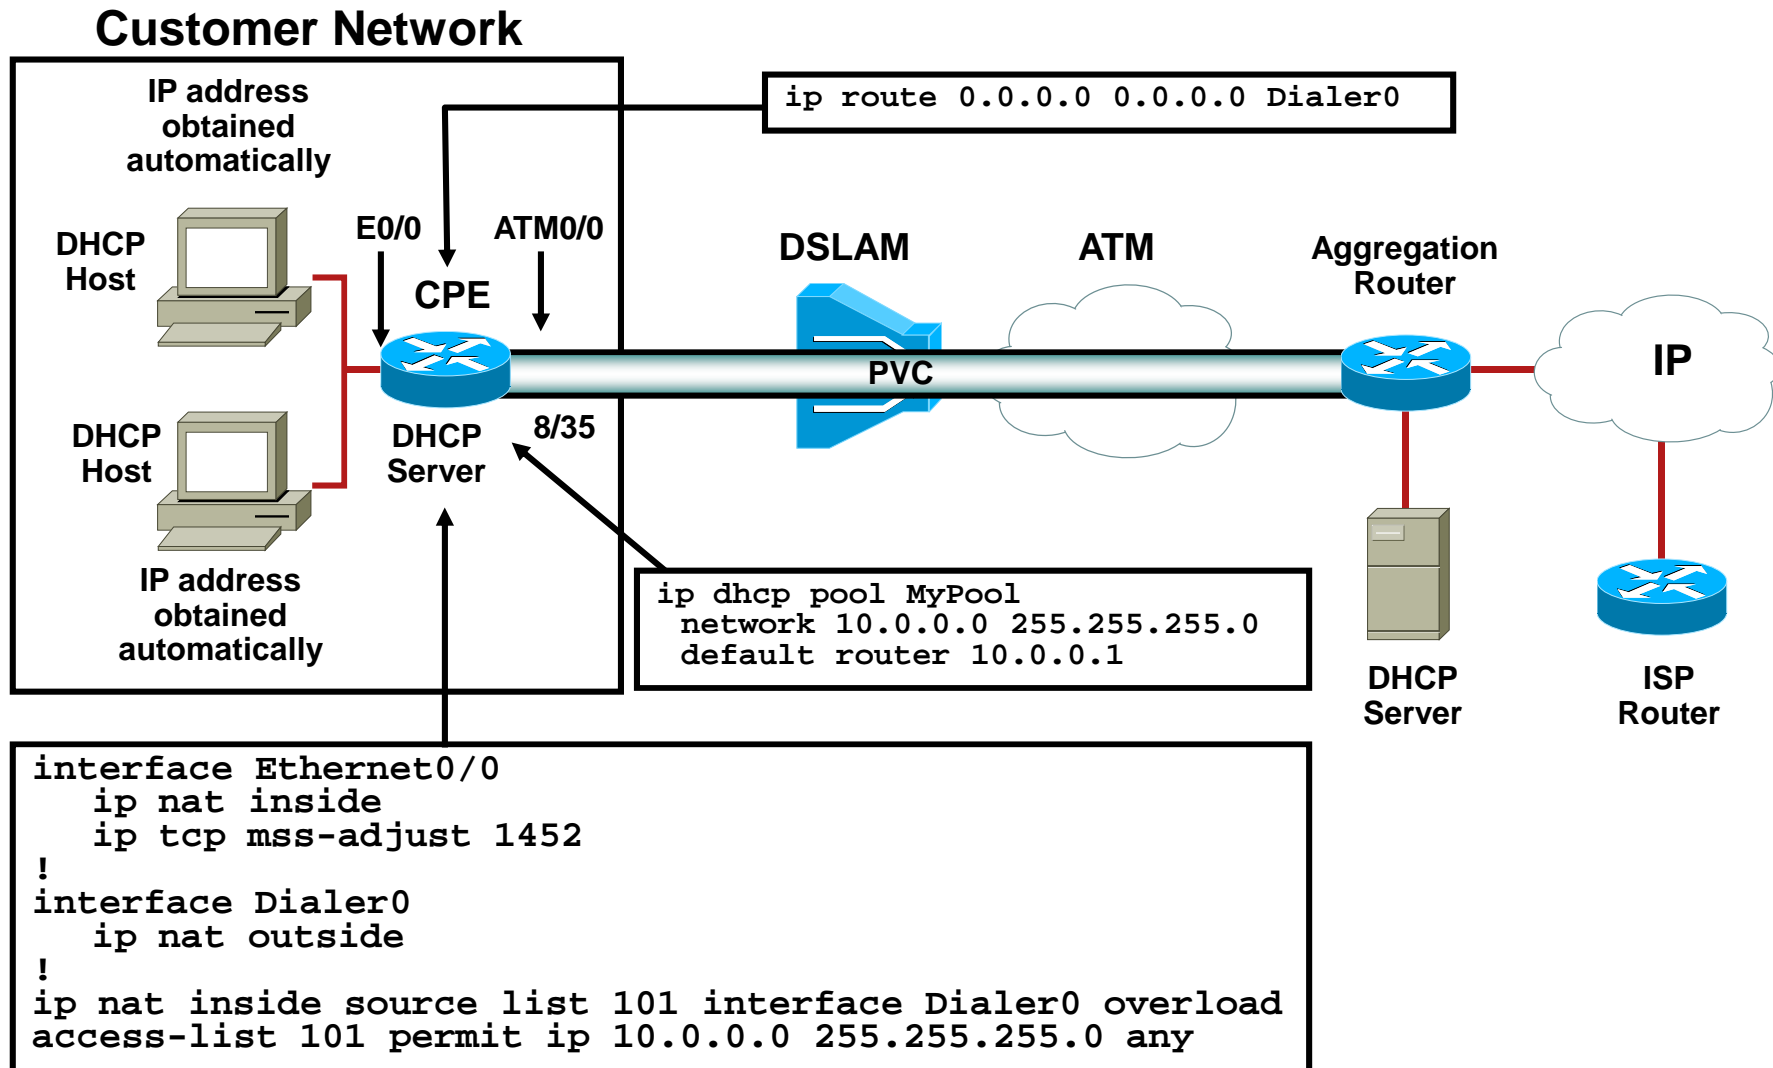 Customer Network
IP address
obtained
automatically
ip route 0.0.0.0 0.0.0.0 Dialer0
DHCP
Host
E0/0
ATM0/0
CPE
DSLAM
ATM
Aggregation
Router
PVC
IP
DHCP
Host
DHCP
Server
8/35
IP address
obtained
automatically
ip dhcp pool MyPool
network 10.0.0.0 255.255.255.0
default router 10.0.0.1
DHCP
Server
ISP
Router
interface Ethernet0/0
ip nat inside
ip tcp mss-adjust 1452
!
interface Dialer0
ip nat outside
!
ip nat inside source list 101 interface Dialer0 overload
access-list 101 permit ip 10.0.0.0 255.255.255.0 any